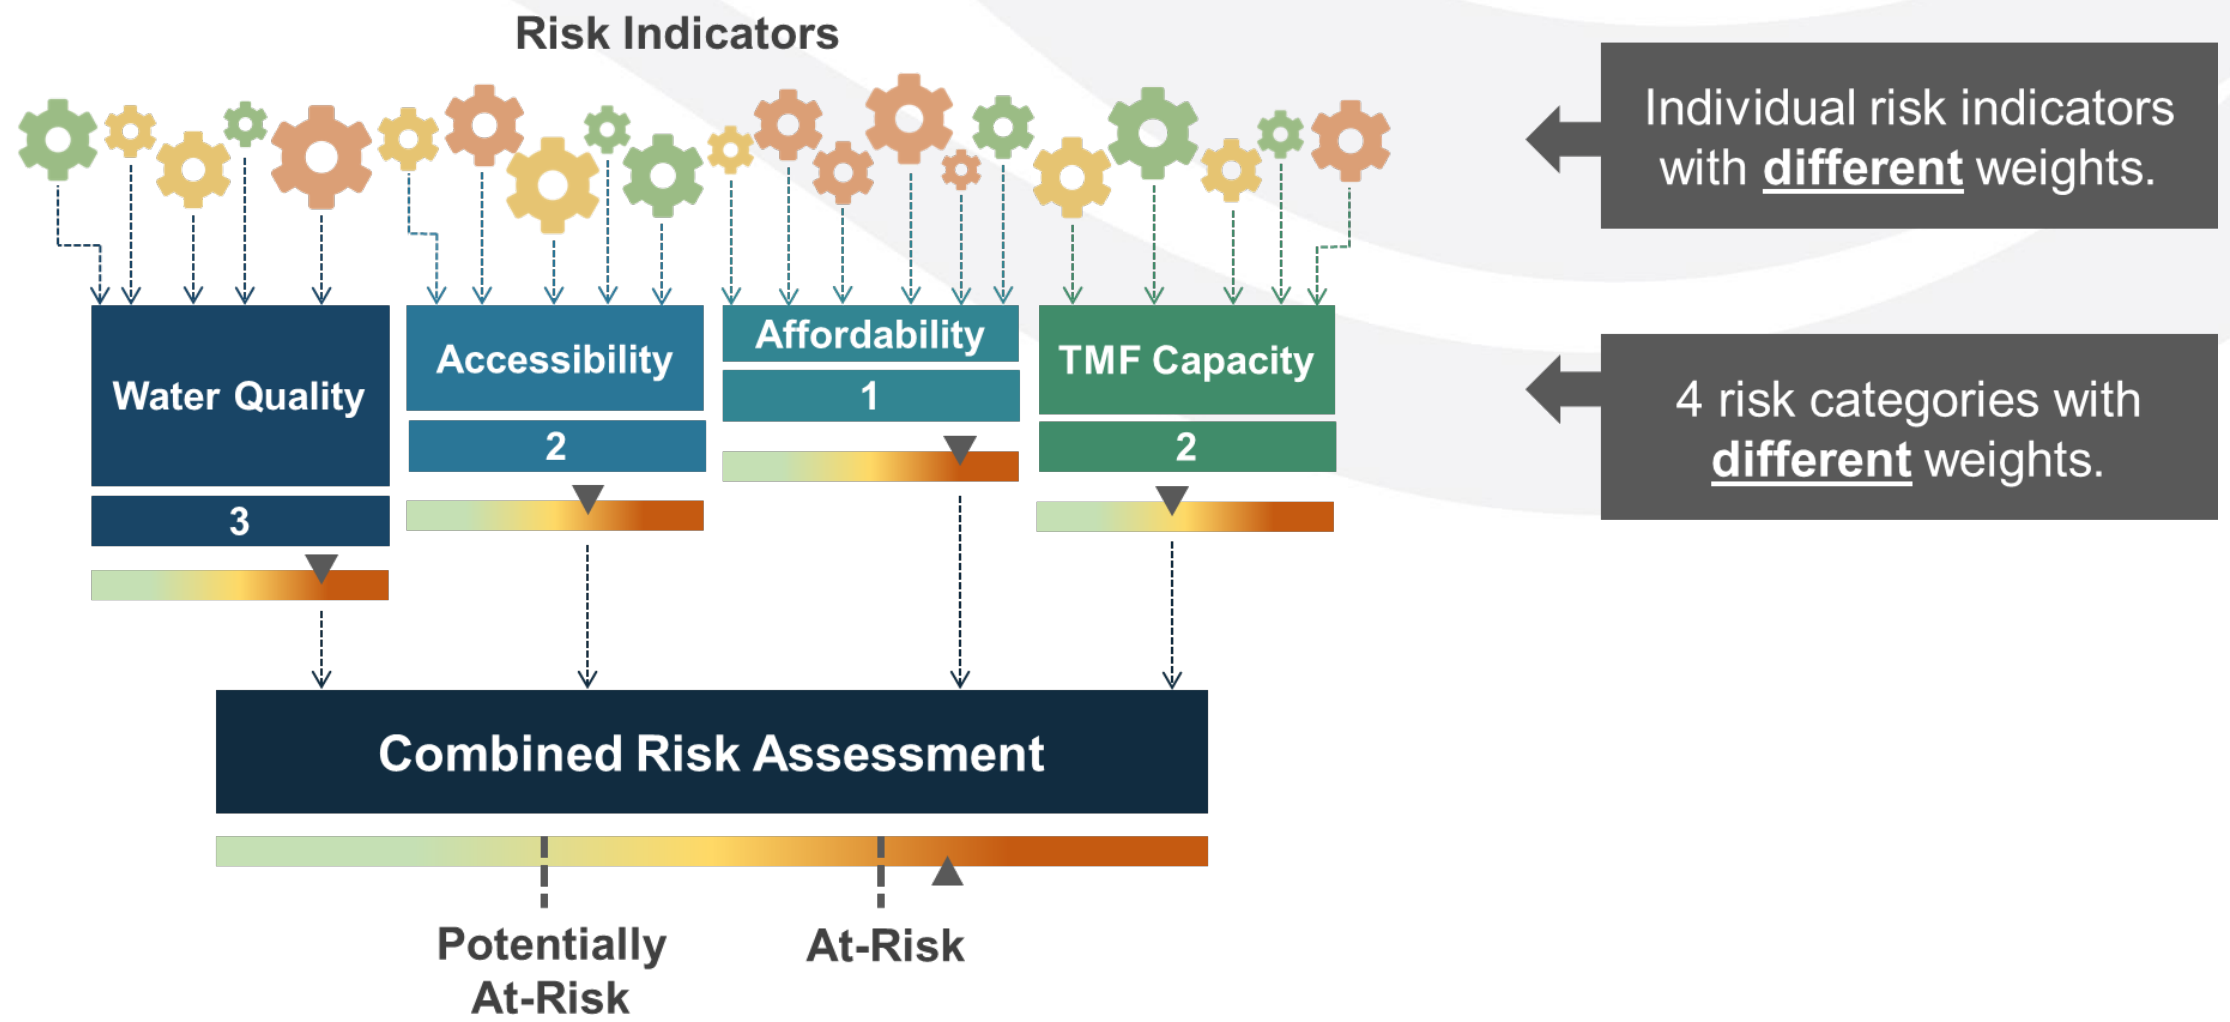 Risk Indicators
Individual risk indicators
with different weights.
Water Quality
3
Accessibility
2
Affordability
1
TMF Capacity
2
4 risk categories with
different weights.
Combined Risk Assessment
Potentially
At-Risk
At-Risk